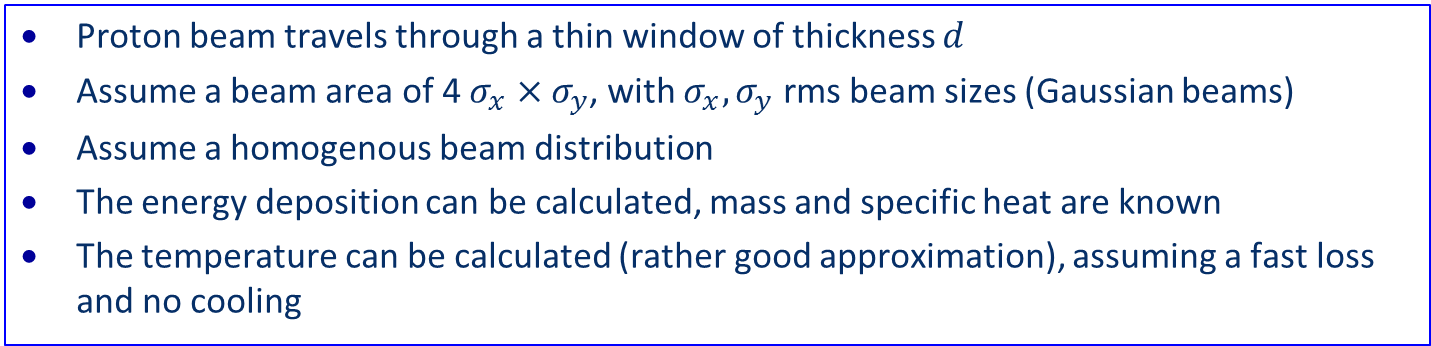 • Proton beam travels through a thin window of thickness 𝑑
• Assume a beam area of 4 𝜎ₓ × 𝜎_𝑦, with 𝜎ₓ, 𝜎_𝑦 rms beam sizes (Gaussian beams)
• Assume a homogenous beam distribution
• The energy deposition can be calculated, mass and specific heat are known
• The temperature can be calculated (rather good approximation), assuming a fast loss
and no cooling